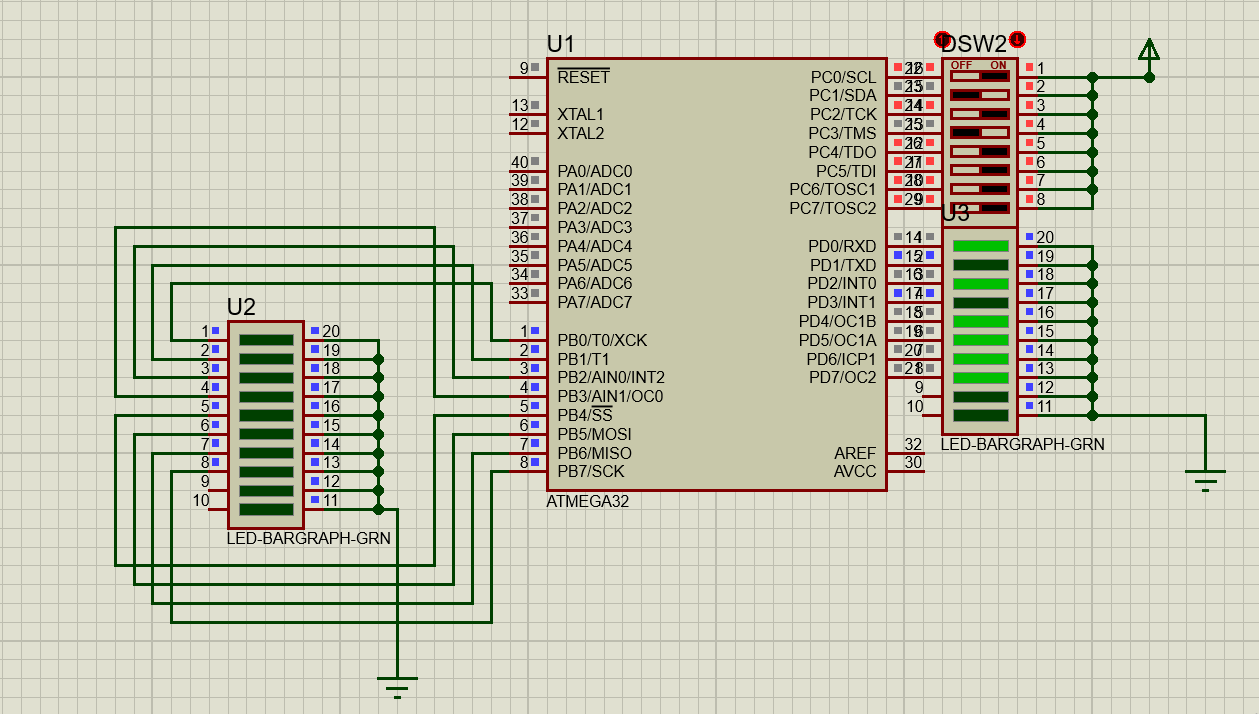 U1
DSW2
OFF ON
9 RESET
PC0/SCL 22 1
PC1/SDA 23 2
13 XTAL1
PC2/TCK 24 3
12 XTAL2
PC3/TMS 25 4
PC4/TDO 26 5
40 PA0/ADC0
PC5/TDI 27 6
39 PA1/ADC1
PC6/TOSC1 28 7
38 PA2/ADC2
PC7/TOSC2 29 8
U3
37 PA3/ADC3
36 PA4/ADC4
PD0/RXD 14 1 20
35 PA5/ADC5
PD1/TXD 15 2 19
34 PA6/ADC6
PD2/INT0 16 3 18
33 PA7/ADC7
PD3/INT1 17 4 17
U2
PD4/OC1B 18 5 16
1 20
1 PB0/T0/XCK
PD5/OC1A 19 6 15
2 19
2 PB1/T1
PD6/ICP1 20 7 14
3 18
3 PB2/AIN0/INT2
PD7/OC2 21 8 13
4 17
4 PB3/AIN1/OC0
9 12
5 16
5 PB4/SS
10 11
6 15
6 PB5/MOSI
LED-BARGRAPH-GRN
7 14
7 PB6/MISO
AREF 32
8 13
8 PB7/SCK
AVCC 30
9 12
10 11
ATMEGA32
LED-BARGRAPH-GRN